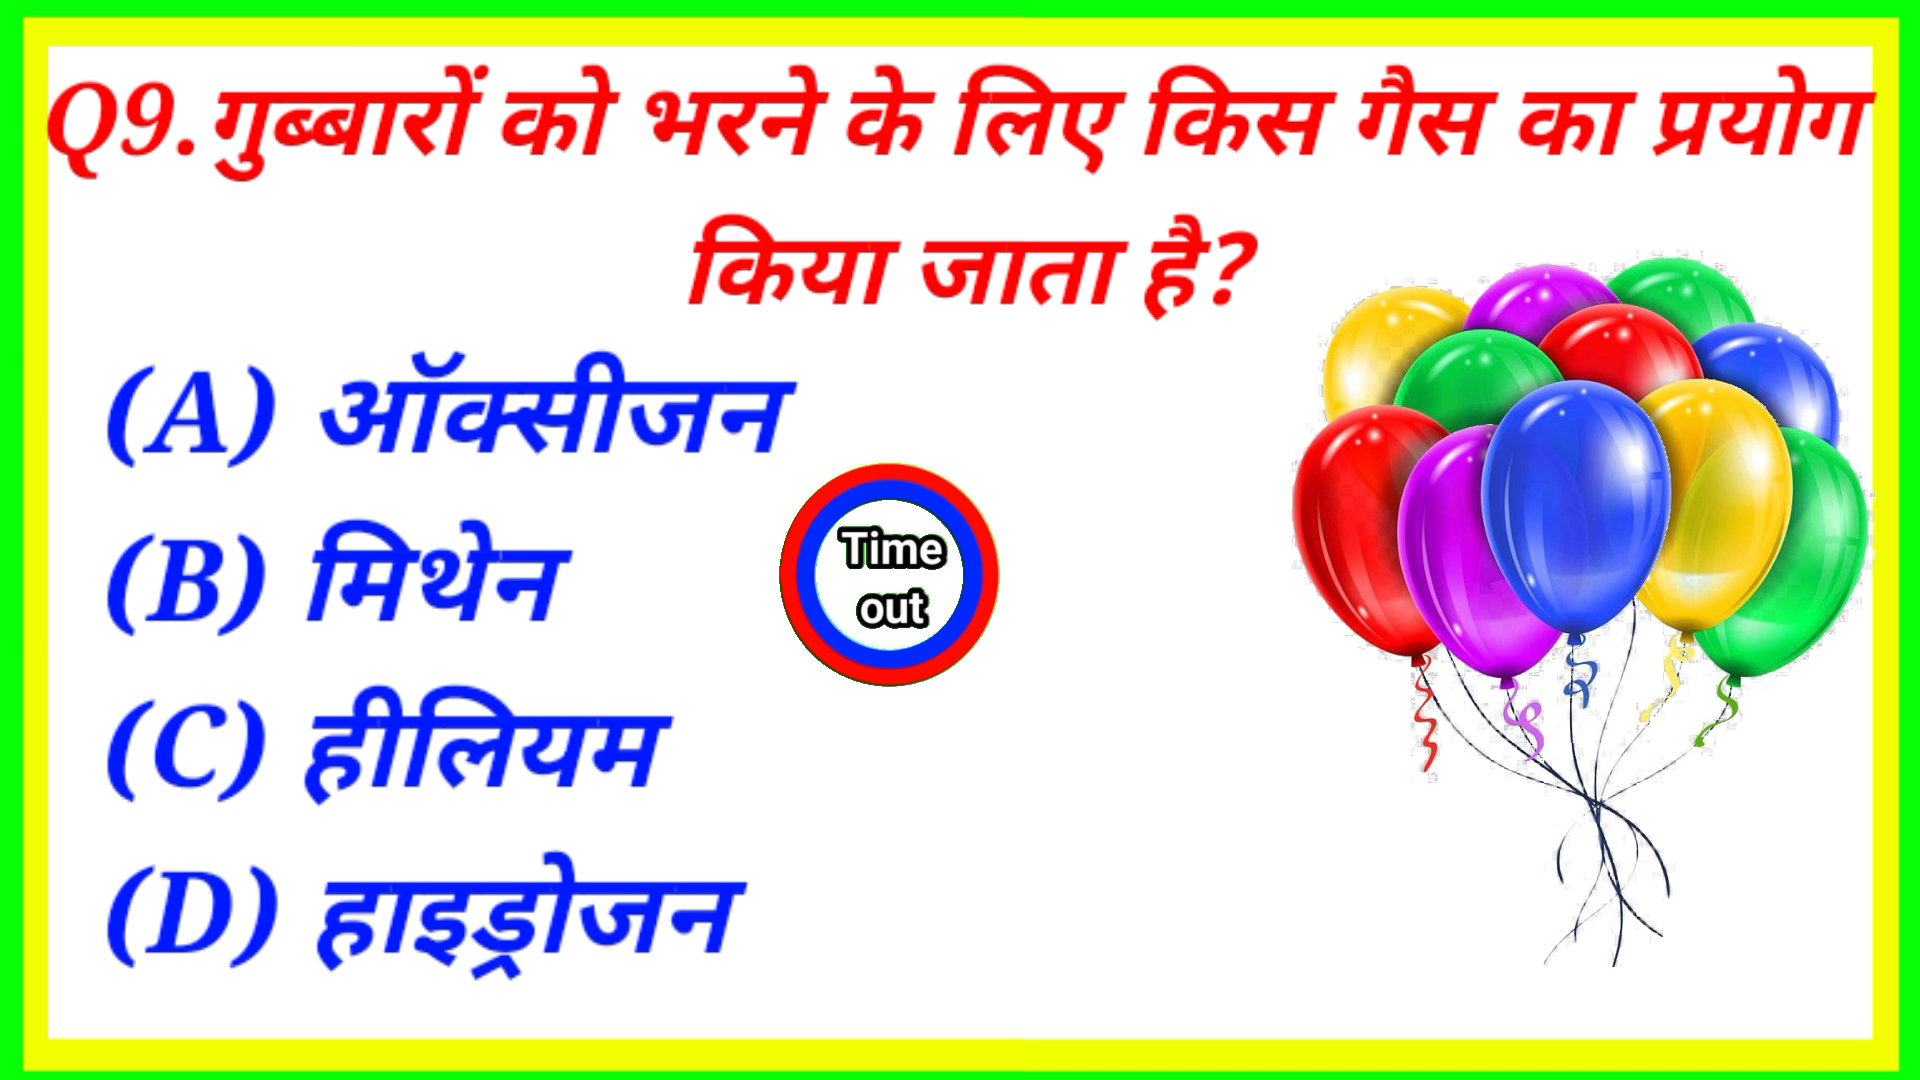 Q9.गुब्बारों को भरने के लिए किस गैस का प्रयोग
किया जाता है?
(A) ऑक्सीजन
(B) मिथेन
Time
out
(C) हीलियम
(D) हाइड्रोजन